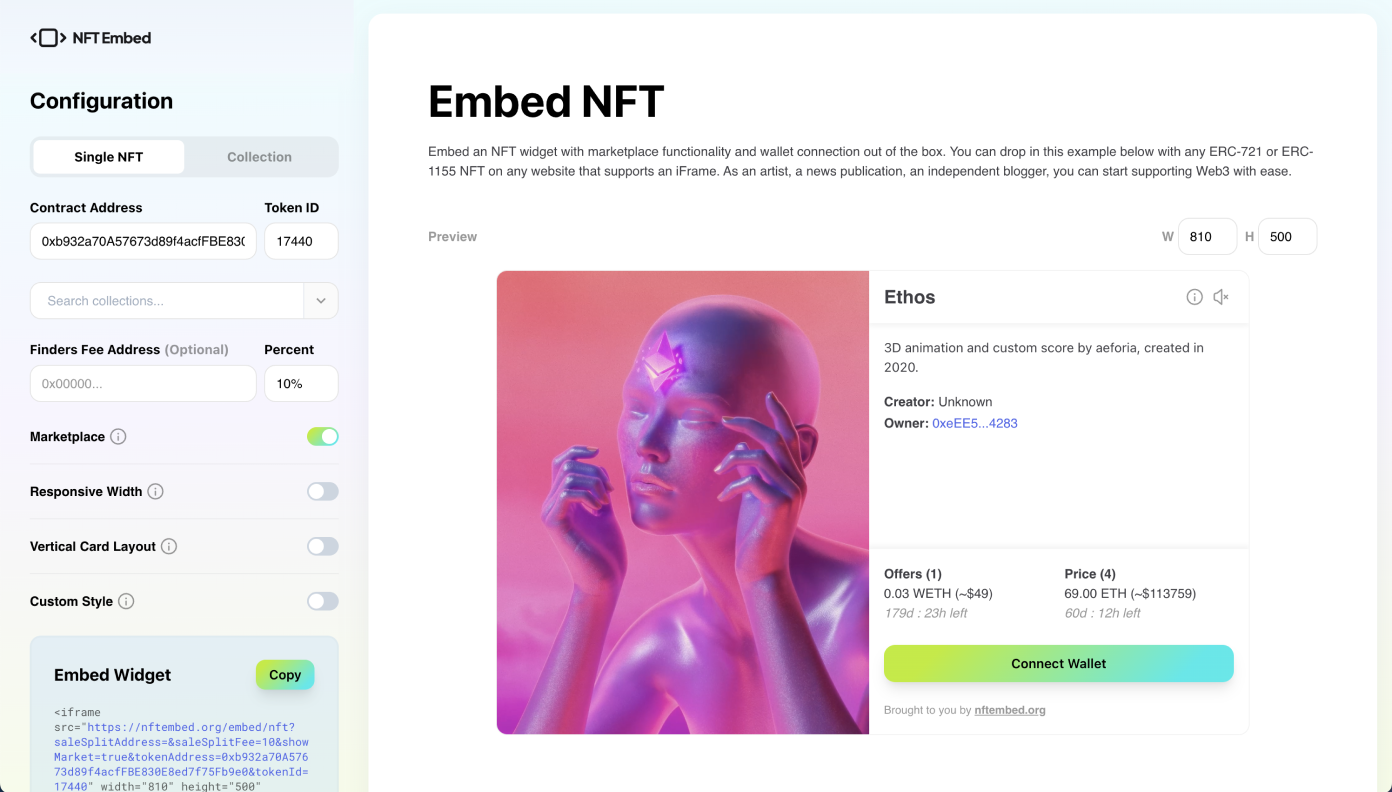 NFT Embed
Configuration
Single NFT
Collection
Contract Address
Token ID
0xb932a70A57673d89f4acfFBE830
17440
Search collections...
Finders Fee Address (Optional)
Percent
0x00000...
10%
Marketplace
Responsive Width
Vertical Card Layout
Custom Style
Embed Widget
Copy
<iframe
src="https://nftembed.org/embed/nft?
saleSplitAddress=&saleSplitFee=10&show
Market=true&tokenAddress=0xb932a70A576
73d89f4acfFBE830E8ed7f75Fb9e0&tokenId=
17440" width="810" height="500"
Embed NFT
Embed an NFT widget with marketplace functionality and wallet connection out of the box. You can drop in this example below with any ERC-721 or ERC-
1155 NFT on any website that supports an iFrame. As an artist, a news publication, an independent blogger, you can start supporting Web3 with ease.
Preview
W
810
H
500
Ethos
3D animation and custom score by aeforia, created in
2020.
Creator: Unknown
Owner: 0xeEE5...4283
Offers (1)
Price (4)
0.03 WETH (~$49)
69.00 ETH (~$113759)
179d : 23h left
60d : 12h left
Connect Wallet
Brought to you by nftembed.org